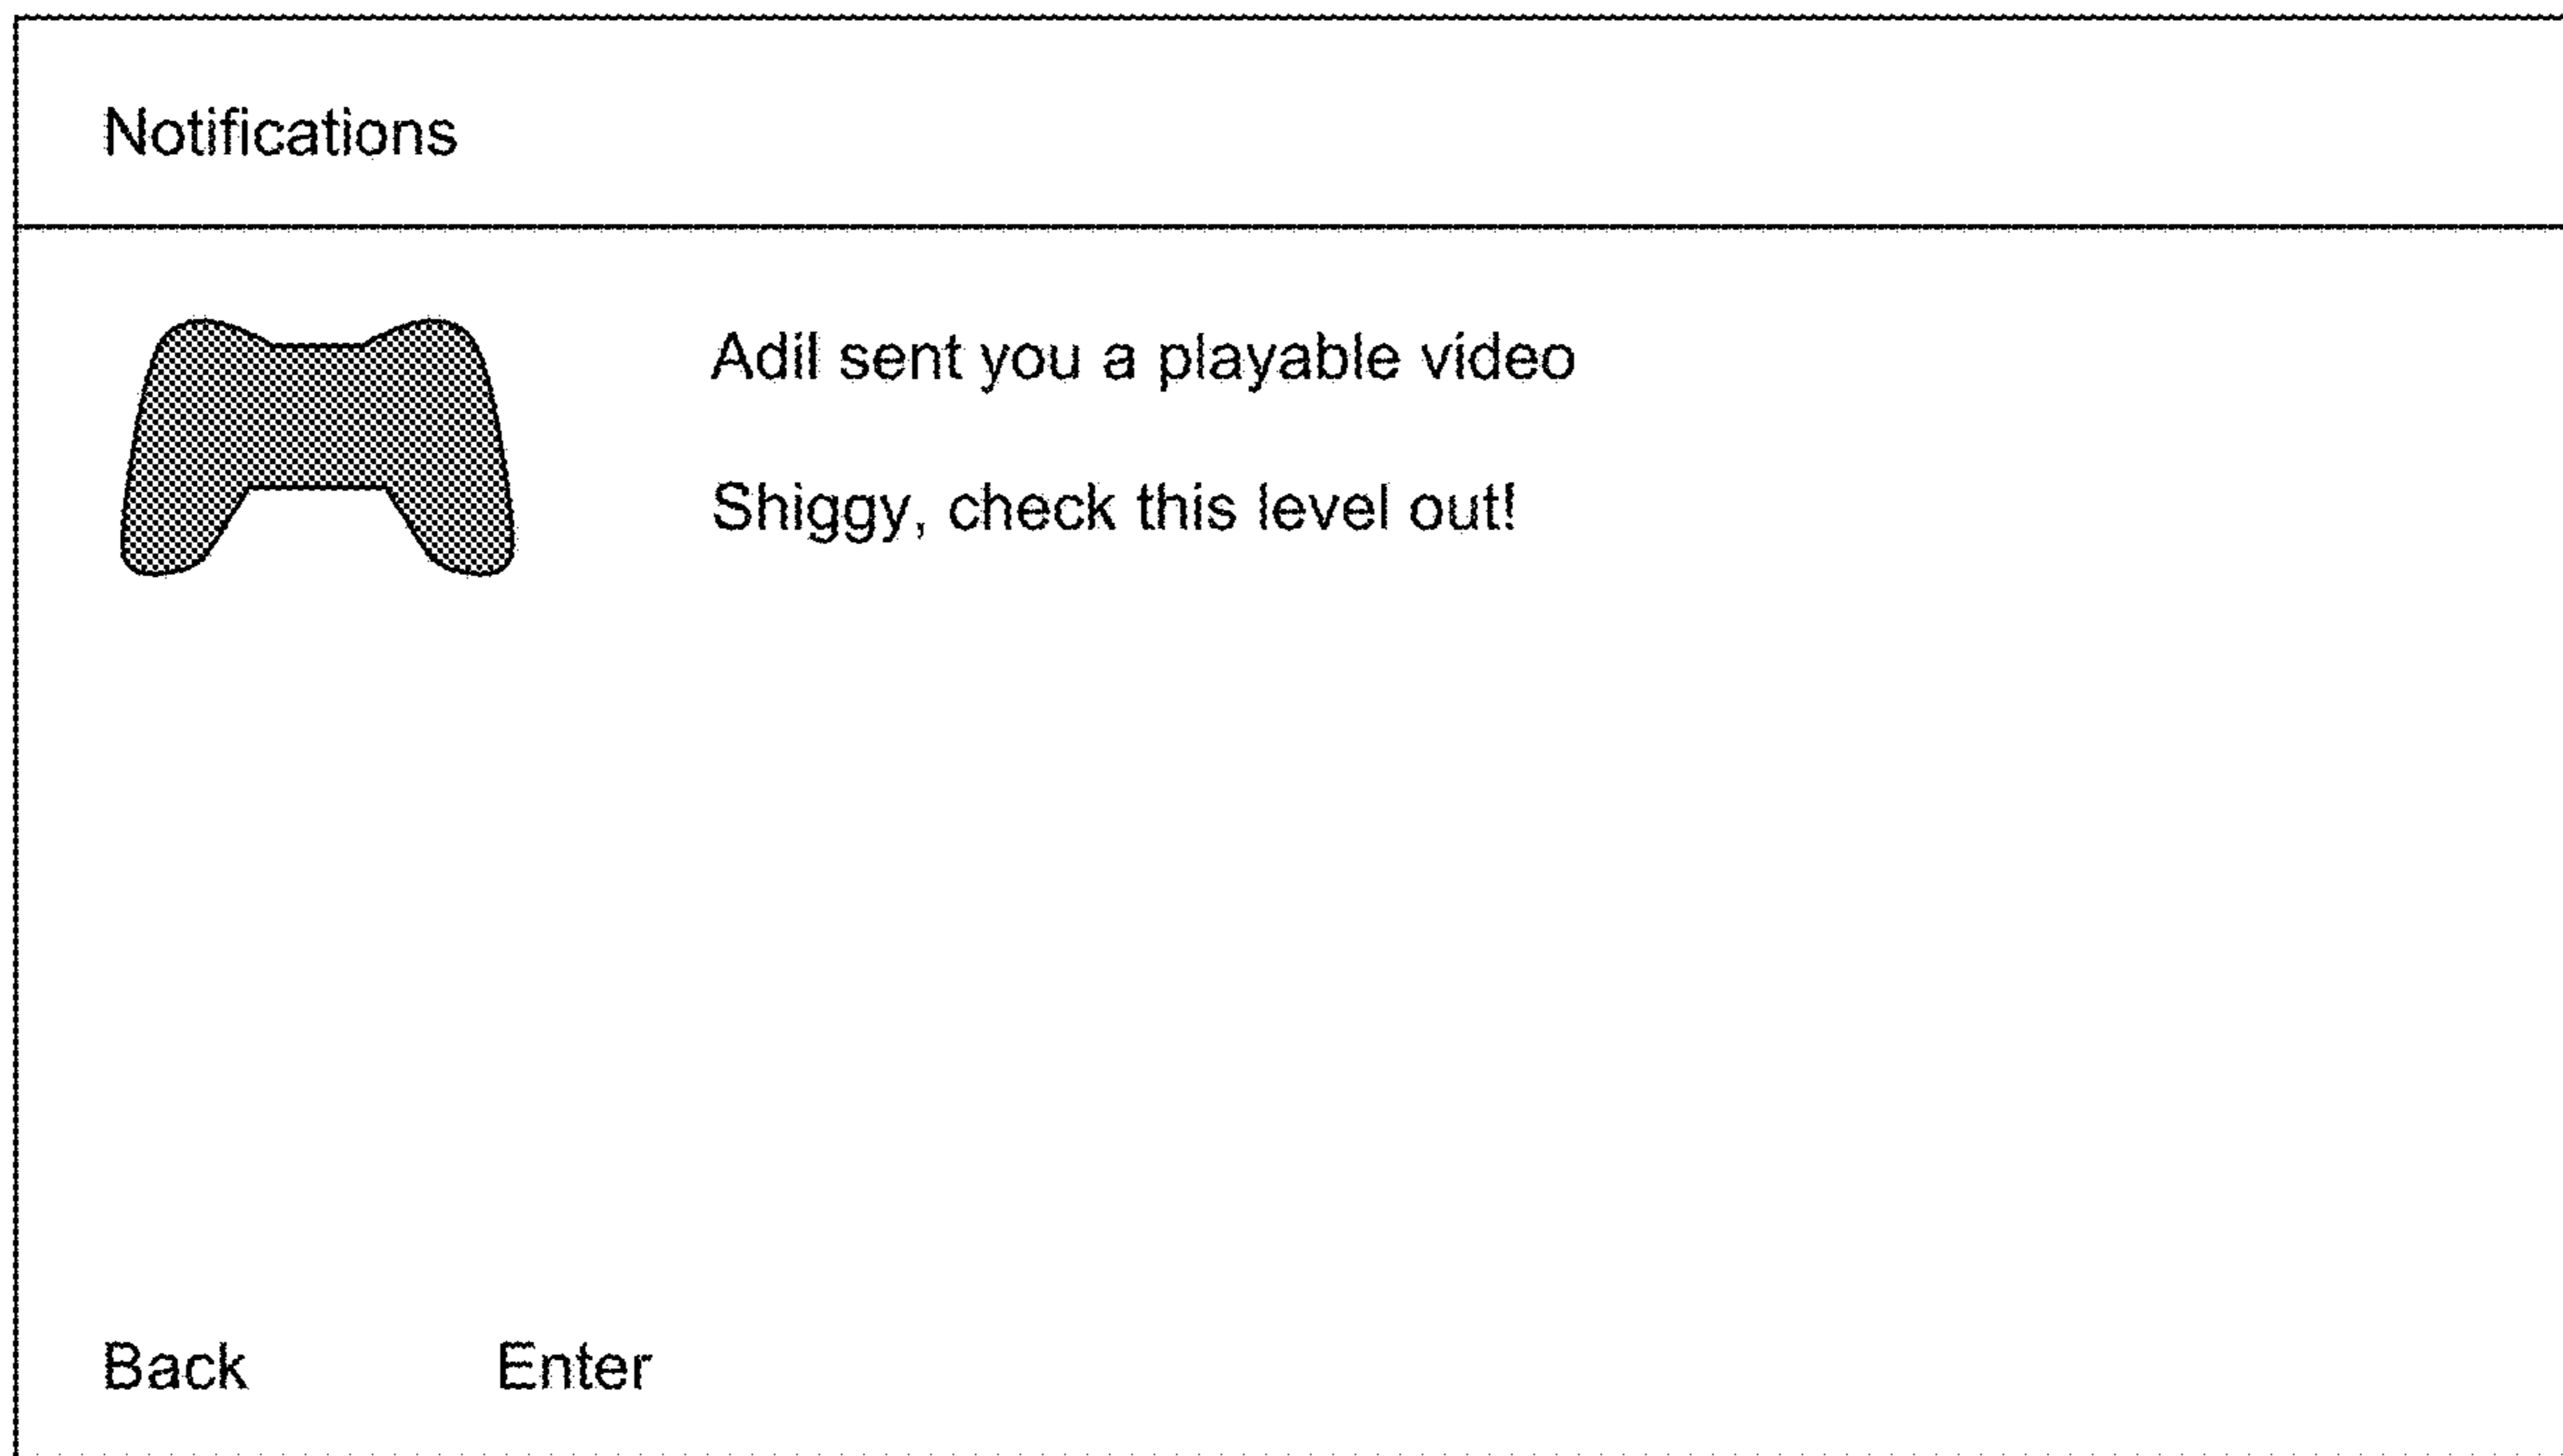 Notifications
Adil sent you a playable video
Shiggy, check this level out!
Back Enter